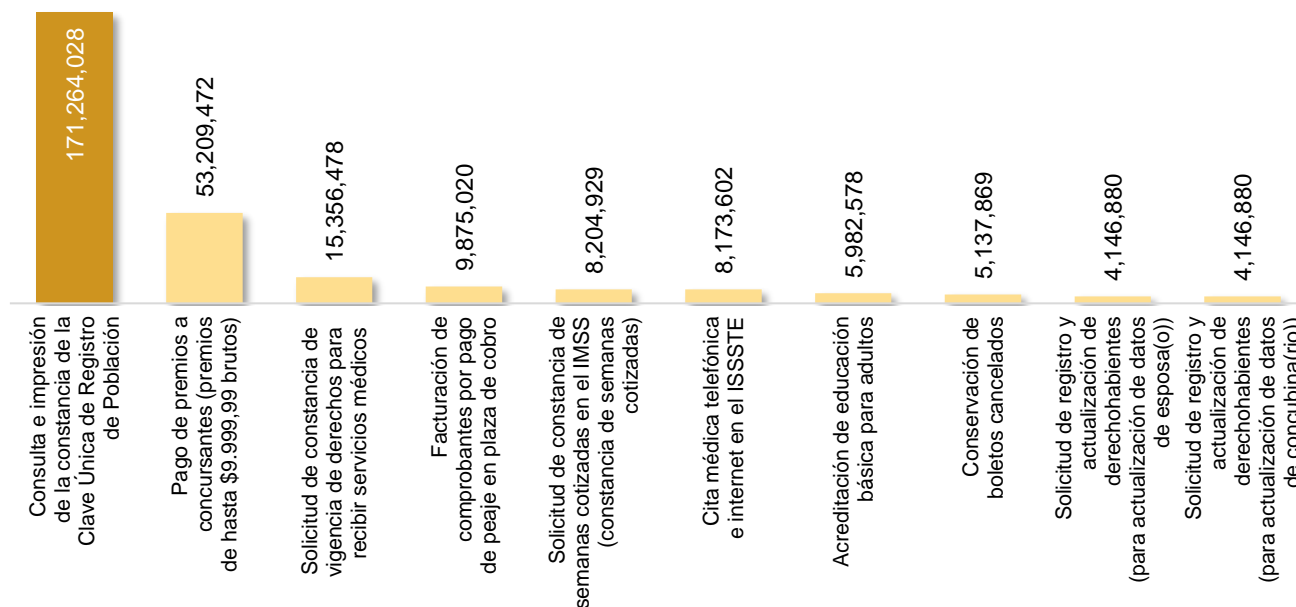 171,264,028
53,209,472
15,356,478
9,875,020
8,204,929
8,173,602
5,982,578
5,137,869
4,146,880
4,146,880
Consulta e impresión
de la constancia de la
Clave Única de Registro
de Población
Pago de premios a
concursantes (premios
de hasta $9.999,99 brutos)
Solicitud de constancia de
vigencia de derechos para
recibir servicios médicos
Facturación de
comprobantes por pago
de peaje en plaza de cobro
Solicitud de constancia de
semanas cotizadas en el IMSS
(constancia de semanas
cotizadas)
Cita médica telefónica
e internet en el ISSSTE
Acreditación de educación
básica para adultos
Conservación de
boletos cancelados
Solicitud de registro y
actualización de
derechohabientes
(para actualización de datos
de esposa(o))
Solicitud de registro y
actualización de
derechohabientes
(para actualización de datos
de concubina(rio))